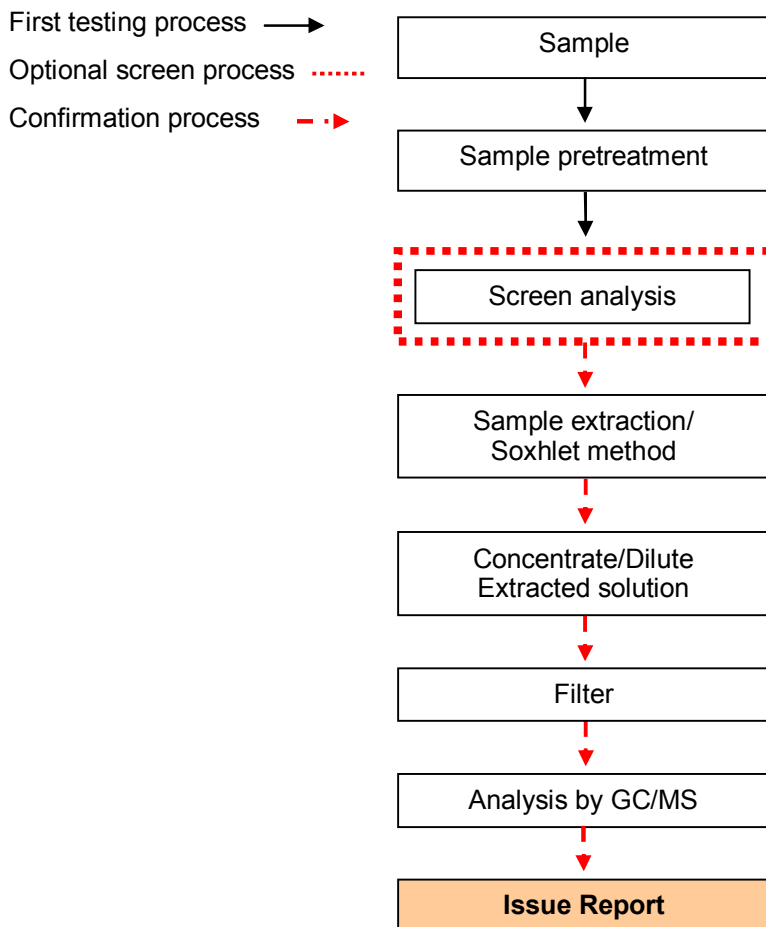 First testing process
Optional screen process
Confirmation process
Sample
Sample pretreatment
Screen analysis
Sample extraction/
Soxhlet method
Concentrate/Dilute
Extracted solution
Filter
Analysis by GC/MS
Issue Report